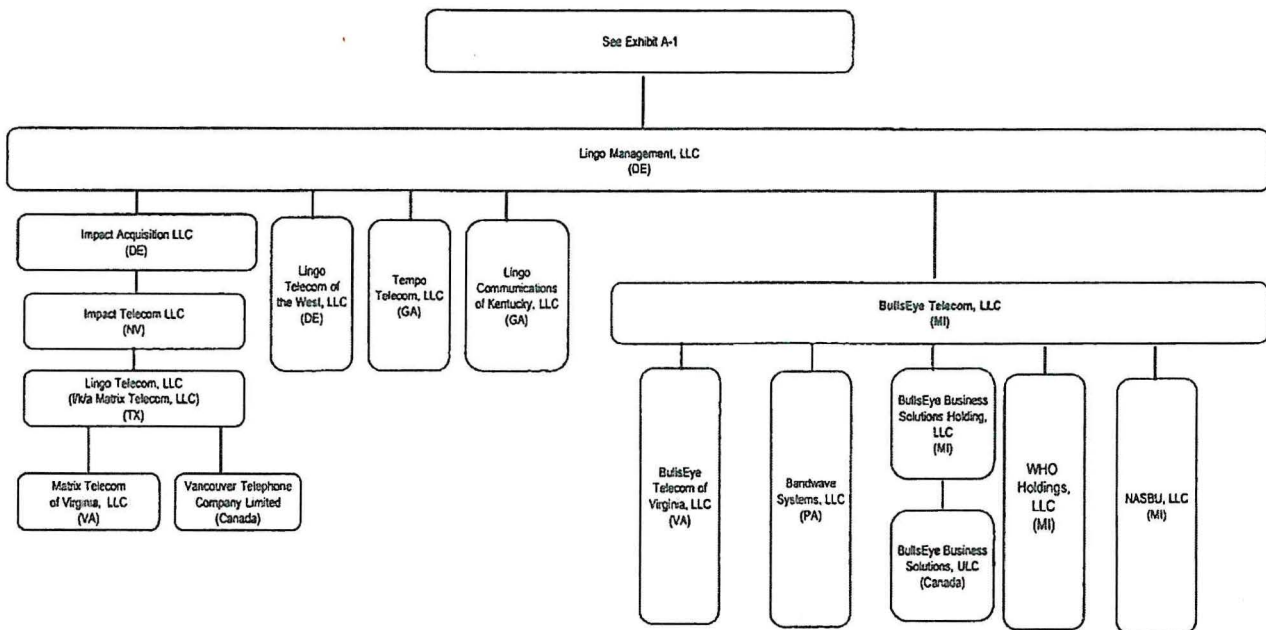 See Exhibit A-1
Lingo Management, LLC
(DE)
Impact Acquisition LLC
(DE)
Impact Telecom LLC
(NV)
Lingo Telecom, LLC
(f/k/a Matrix Telecom, LLC)
(TX)
Matrix Telecom
of Virginia, LLC
(VA)
Vancouver Telephone
Company Limited
(Canada)
Lingo
Telecom of
the West, LLC
(DE)
Tempo
Telecom, LLC
(GA)
Lingo
Communications
of Kentucky, LLC
(GA)
BullsEye Telecom, LLC
(MI)
BullsEye
Telecom of
Virginia, LLC
(VA)
Bandwave
Systems, LLC
(PA)
BullsEye Business
Solutions Holding,
LLC
(MI)
BullsEye Business
Solutions, ULC
(Canada)
WHO
Holdings,
LLC
(MI)
NASBU, LLC
(MI)